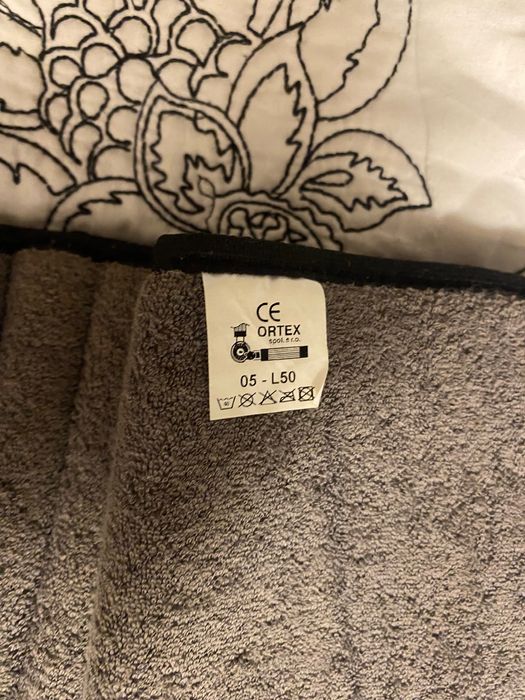 CE
ORTEX
spol. s r.o.
05 - L50